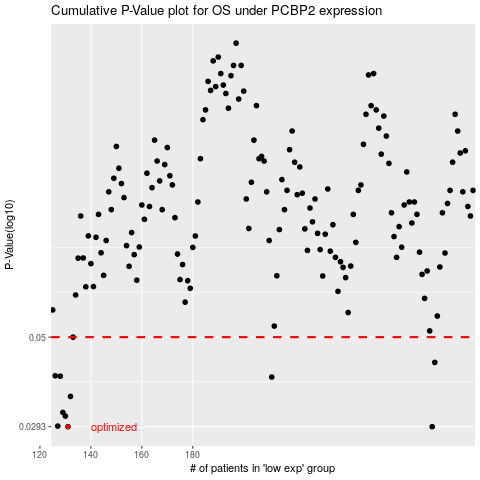 Cumulative P-Value plot for OS under PCBP2 expression
P-Value(log10)
0.05
0.0293
optimized
120 140 160 180
# of patients in 'low exp' group